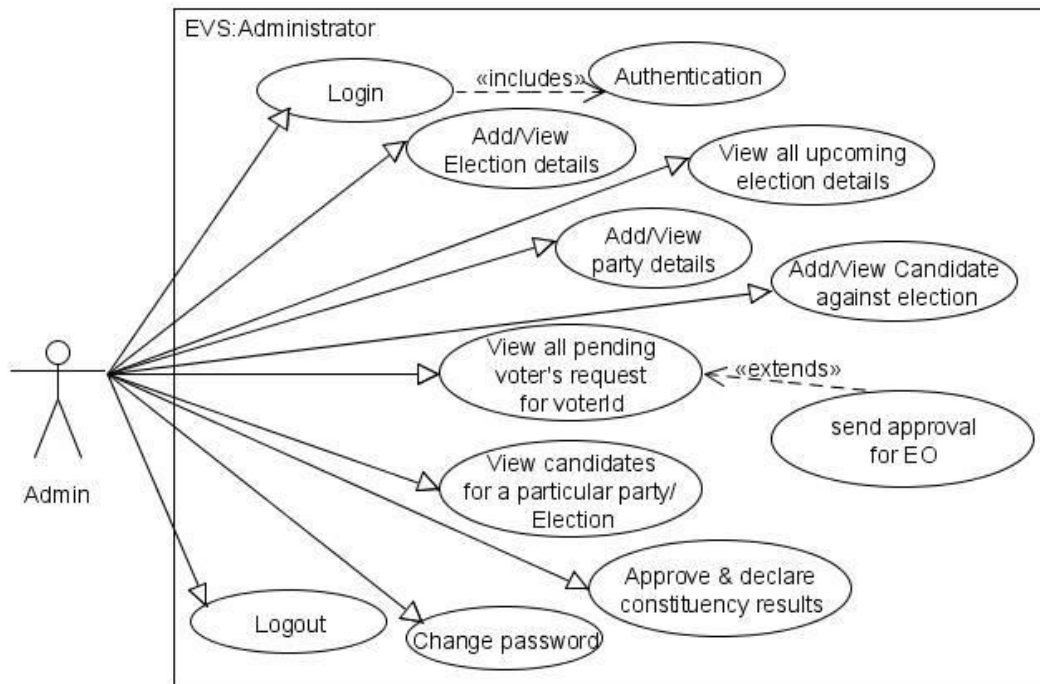 EVS:Administrator
Login
«includes»
Authentication
Add/View
Election details
View all upcoming
election details
Add/View
party details
Add/View Candidate
against election
View all pending
voter's request
for voterId
«extends»
send approval
for EO
View candidates
for a particular party/
Election
Admin
Approve & declare
constituency results
Logout
Change password